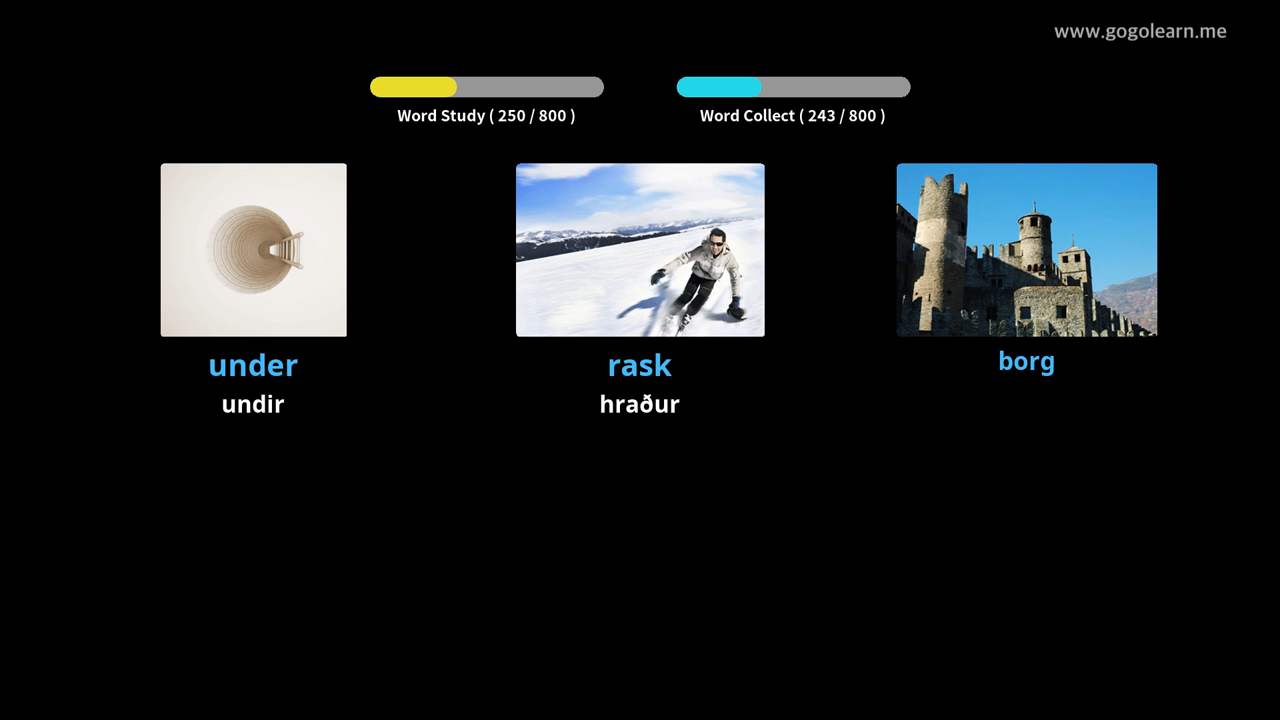 www.gogolearn.me
Word Study ( 250 / 800 )
Word Collect ( 243 / 800 )
under
undir
rask
hraður
borg